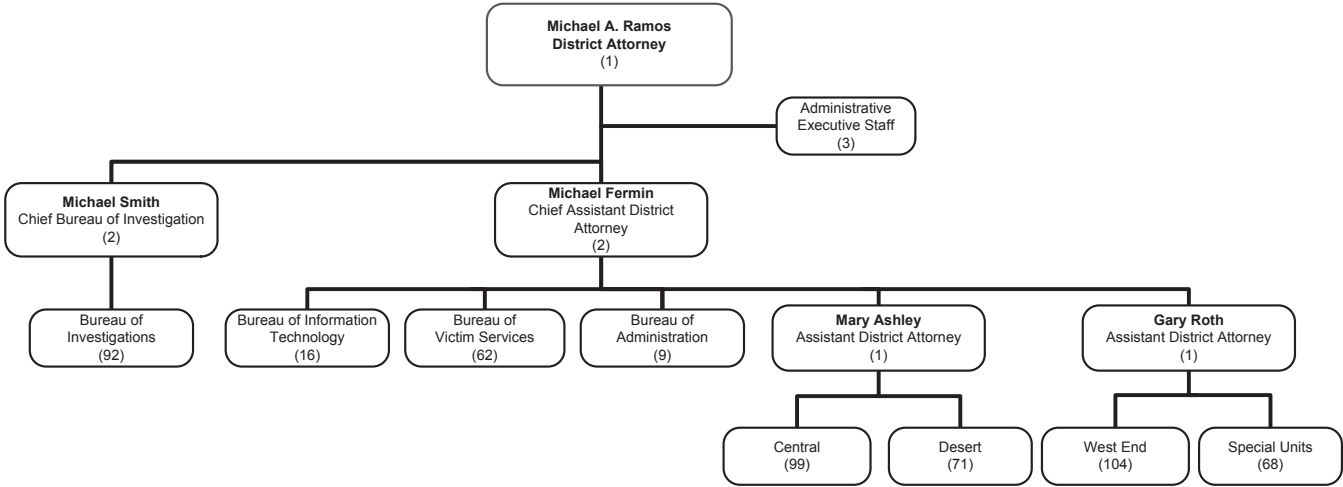 Michael A. Ramos
District Attorney
(1)
Administrative
Executive Staff
(3)
Michael Smith
Chief Bureau of Investigation
(2)
Michael Fermin
Chief Assistant District
Attorney
(2)
Bureau of
Investigations
(92)
Bureau of Information
Technology
(16)
Bureau of
Victim Services
(62)
Bureau of
Administration
(9)
Mary Ashley
Assistant District Attorney
(1)
Gary Roth
Assistant District Attorney
(1)
Central
(99)
Desert
(71)
West End
(104)
Special Units
(68)